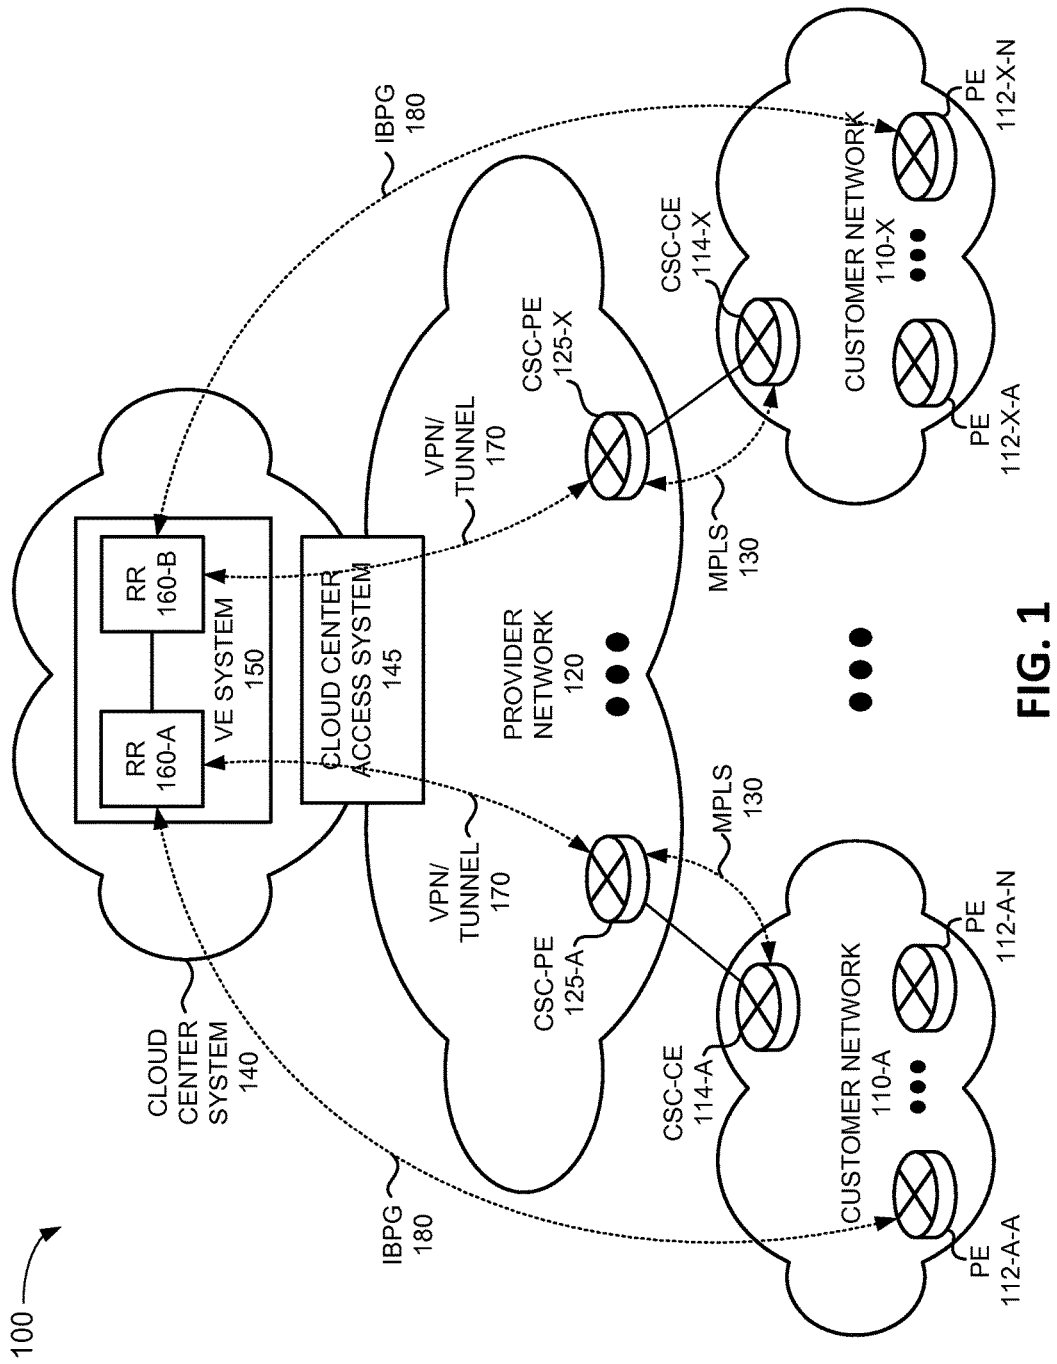 100
CLOUD
CENTER
SYSTEM
140
RR
160-A
RR
160-B
VE SYSTEM
150
CLOUD CENTER
ACCESS SYSTEM
145
IBPG
180
IBPG
180
VPN/
TUNNEL
170
VPN/
TUNNEL
170
PROVIDER
NETWORK
120
CSC-PE
125-A
CSC-PE
125-X
MPLS
130
MPLS
130
CSC-CE
114-A
CSC-CE
114-X
CUSTOMER NETWORK
110-A
CUSTOMER NETWORK
110-X
PE
112-A-A
PE
112-A-N
PE
112-X-A
PE
112-X-N
FIG. 1